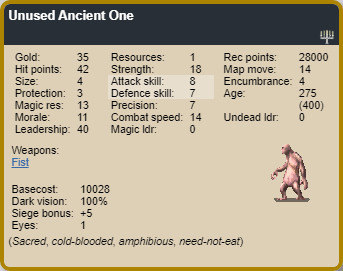 Unused Ancient One
Gold: 35 Resources: 1 Rec points: 28000
Hit points: 42 Strength: 18 Map move: 14
Size: 4 Attack skill: 8 Encumbrance: 4
Protection: 3 Defence skill: 7 Age: 275
Magic res: 13 Precision: 7 (400)
Morale: 11 Combat speed: 14 Undead ldr: 0
Leadership: 40 Magic ldr: 0
Weapons:
Fist
Basecost: 10028
Dark vision: 100%
Siege bonus: +5
Eyes: 1
(Sacred, cold-blooded, amphibious, need-not-eat)